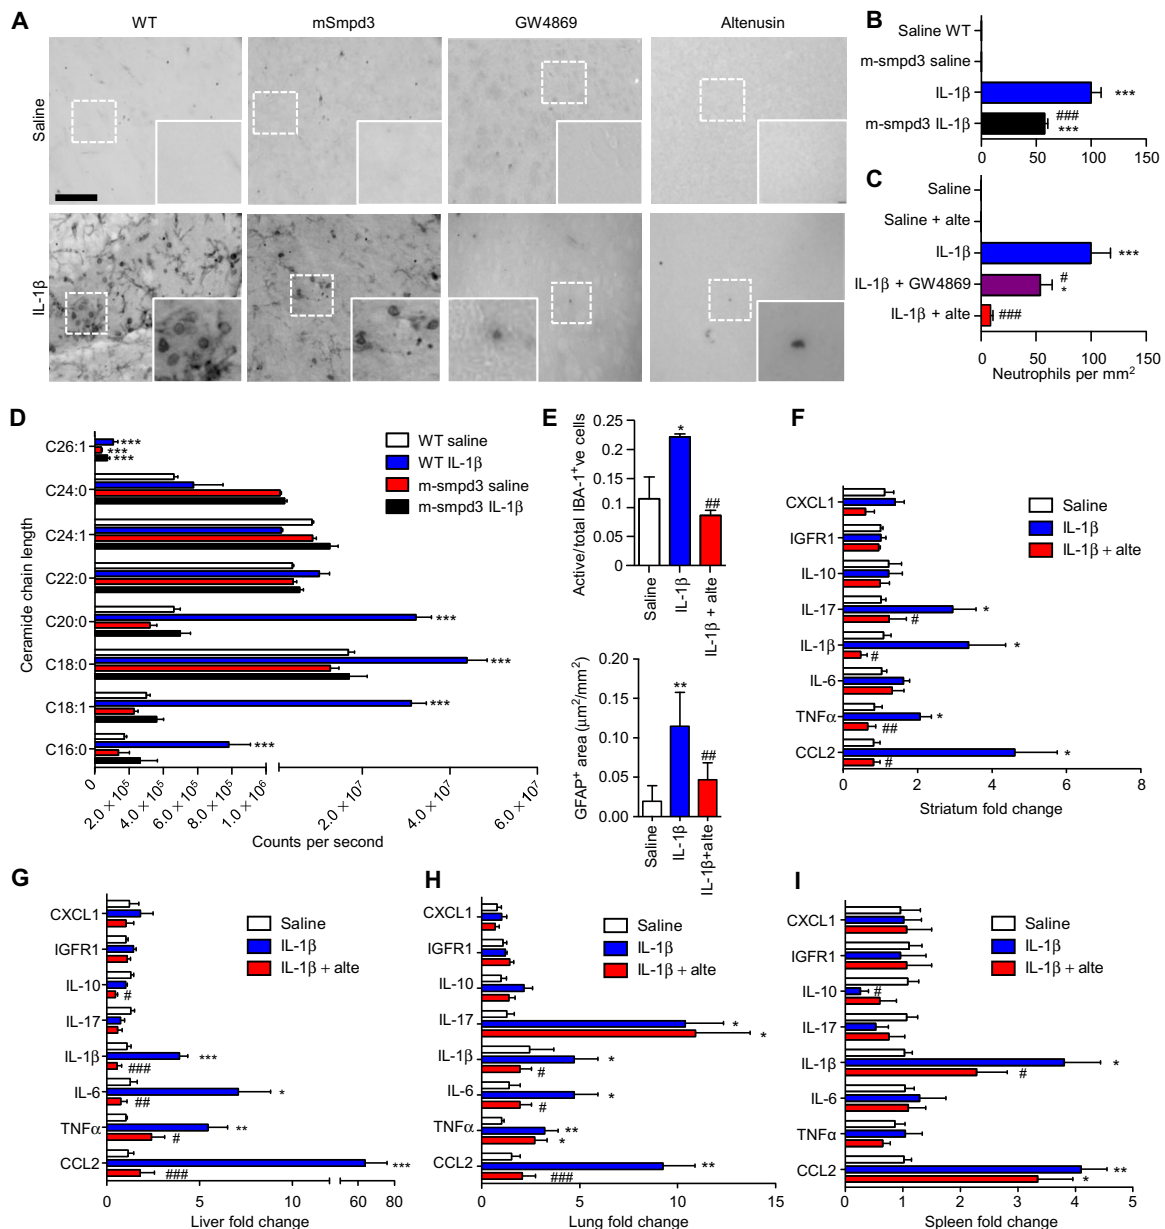 A
WT
mSmpd3
GW4869
Altenusin
Saline
IL-1β
B
Saline WT
m-smpd3 saline
IL-1β
***
m-smpd3 IL-1β
###
***
0
50
100
150
C
Saline
Saline + alte
IL-1β
***
IL-1β + GW4869
#
*
IL-1β + alte
###
0
50
100
150
Neutrophils per mm²
D
Ceramide chain length
C26:1
***
***
***
C24:0
C24:1
C22:0
C20:0
***
C18:0
***
C18:1
***
C16:0
***
WT saline
WT IL-1β
m-smpd3 saline
m-smpd3 IL-1β
0
2.0 × 10⁵
4.0 × 10⁵
6.0 × 10⁵
8.0 × 10⁵
1.0 × 10⁶
2.0 × 10⁷
4.0 × 10⁷
6.0 × 10⁷
Counts per second
E
Active/total IBA-1⁺ve cells
0.25
0.2
0.15
0.1
0.05
0
*
##
Saline
IL-1β
IL-1β + alte
GFAP⁺ area (μm²/mm²)
0.20
0.15
0.10
0.05
0.00
**
##
Saline
IL-1β
IL-1β+alte
F
CXCL1
IGFR1
IL-10
IL-17
*
#
IL-1β
*
#
IL-6
TNFα
*
##
CCL2
*
#
Saline
IL-1β
IL-1β + alte
0
2
4
6
8
Striatum fold change
G
CXCL1
IGFR1
IL-10
#
IL-17
IL-1β
***
###
IL-6
*
##
TNFα
**
#
CCL2
***
###
Saline
IL-1β
IL-1β + alte
0
5
10
60
80
Liver fold change
H
CXCL1
IGFR1
IL-10
IL-17
*
*
IL-1β
*
#
IL-6
*
#
TNFα
**
*
CCL2
**
###
Saline
IL-1β
IL-1β + alte
0
5
10
15
Lung fold change
I
CXCL1
IGFR1
IL-10
#
IL-17
IL-1β
*
#
IL-6
TNFα
CCL2
**
*
Saline
IL-1β
IL-1β + alte
0
1
2
3
4
5
Spleen fold change